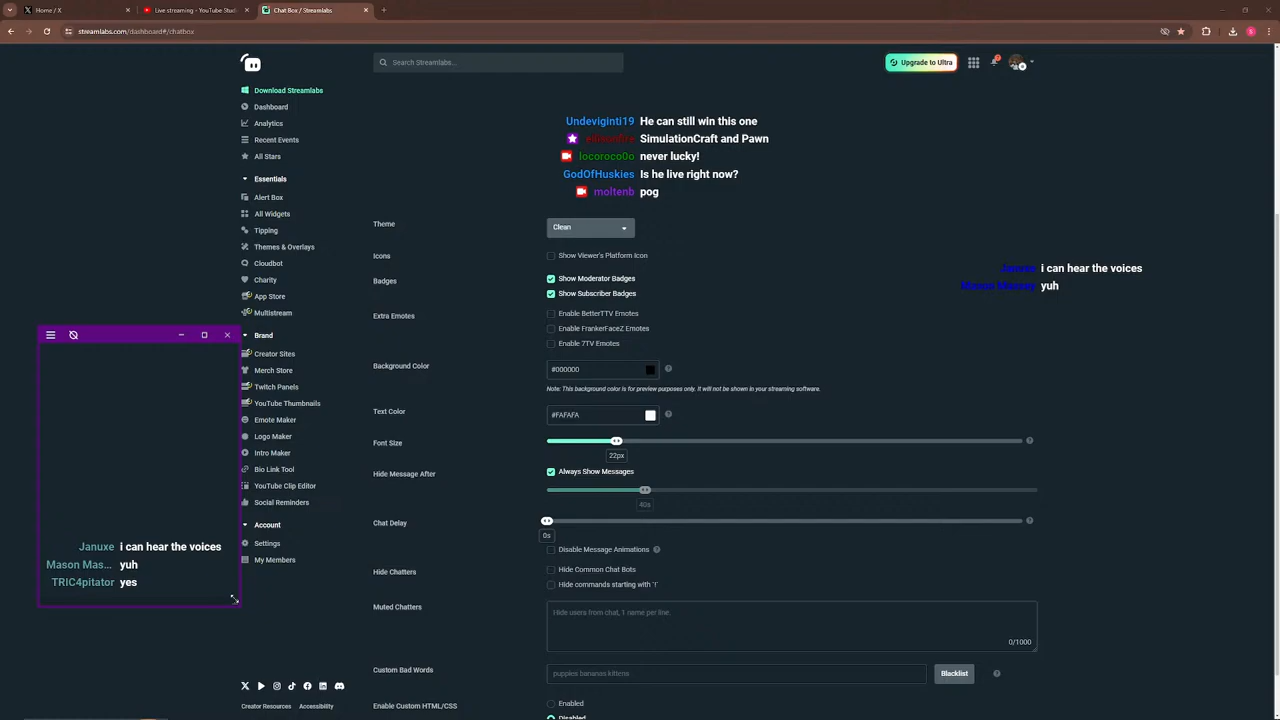 Home / X
Live streaming - YouTube Stud
Chat Box / Streamlabs
streamlabs.com/dashboard#/chatbox
Search Streamlabs...
Upgrade to Ultra
Download Streamlabs
Dashboard
Analytics
Recent Events
All Stars
Essentials
Alert Box
All Widgets
Tipping
Themes & Overlays
Cloudbot
Charity
App Store
Multistream
Brand
Creator Sites
Merch Store
Twitch Panels
YouTube Thumbnails
Emote Maker
Logo Maker
Intro Maker
Bio Link Tool
YouTube Clip Editor
Social Reminders
Account
Settings
My Members
Creator Resources Accessibility
Januxe i can hear the voices
Mason Mas... yuh
TRIC4pitator yes
Undeviginti19 He can still win this one
ellisonfire SimulationCraft and Pawn
locoroco0o never lucky!
GodOfHuskies Is he live right now?
moltenb pog
Theme
Clean
Icons
Show Viewer's Platform Icon
Badges
Show Moderator Badges
Show Subscriber Badges
Extra Emotes
Enable BetterTTV Emotes
Enable FrankerFaceZ Emotes
Enable 7TV Emotes
Background Color
#000000
Note: This background color is for preview purposes only. It will not be shown in your streaming software.
Text Color
#FAFAFA
Font Size
22px
Hide Message After
Always Show Messages
40s
Chat Delay
0s
Disable Message Animations
Hide Chatters
Hide Common Chat Bots
Hide commands starting with '!'
Muted Chatters
Hide users from chat, 1 name per line.
0/1000
Custom Bad Words
puppies bananas kittens
Blacklist
Enable Custom HTML/CSS
Enabled
Disabled
Januxe i can hear the voices
Mason Massay yuh